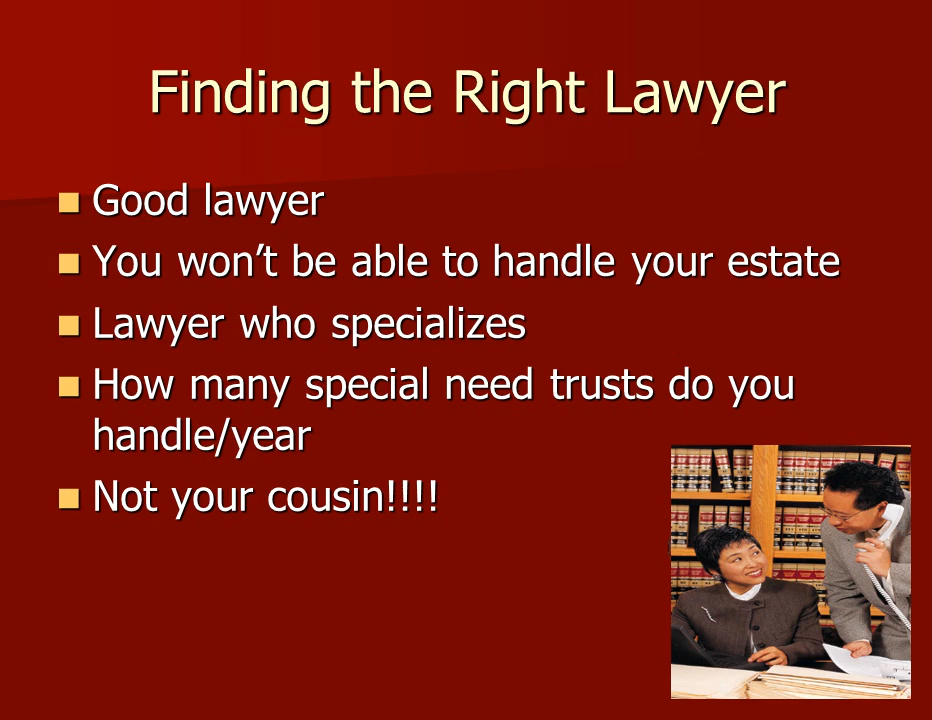 Finding the Right Lawyer
Good lawyer
You won’t be able to handle your estate
Lawyer who specializes
How many special need trusts do you
handle/year
Not your cousin!!!!